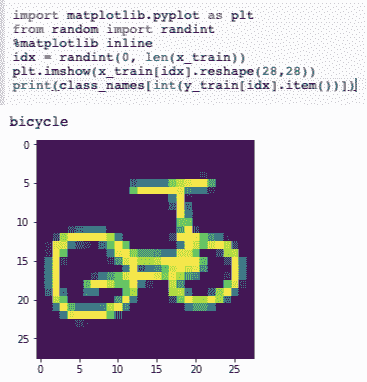 import matplotlib.pyplot as plt
from random import randint
%matplotlib inline
idx = randint(0, len(x_train))
plt.imshow(x_train[idx].reshape(28,28))
print(class_names[int(y_train[idx].item())])
bicycle
0
5
10
15
20
25
0 5 10 15 20 25